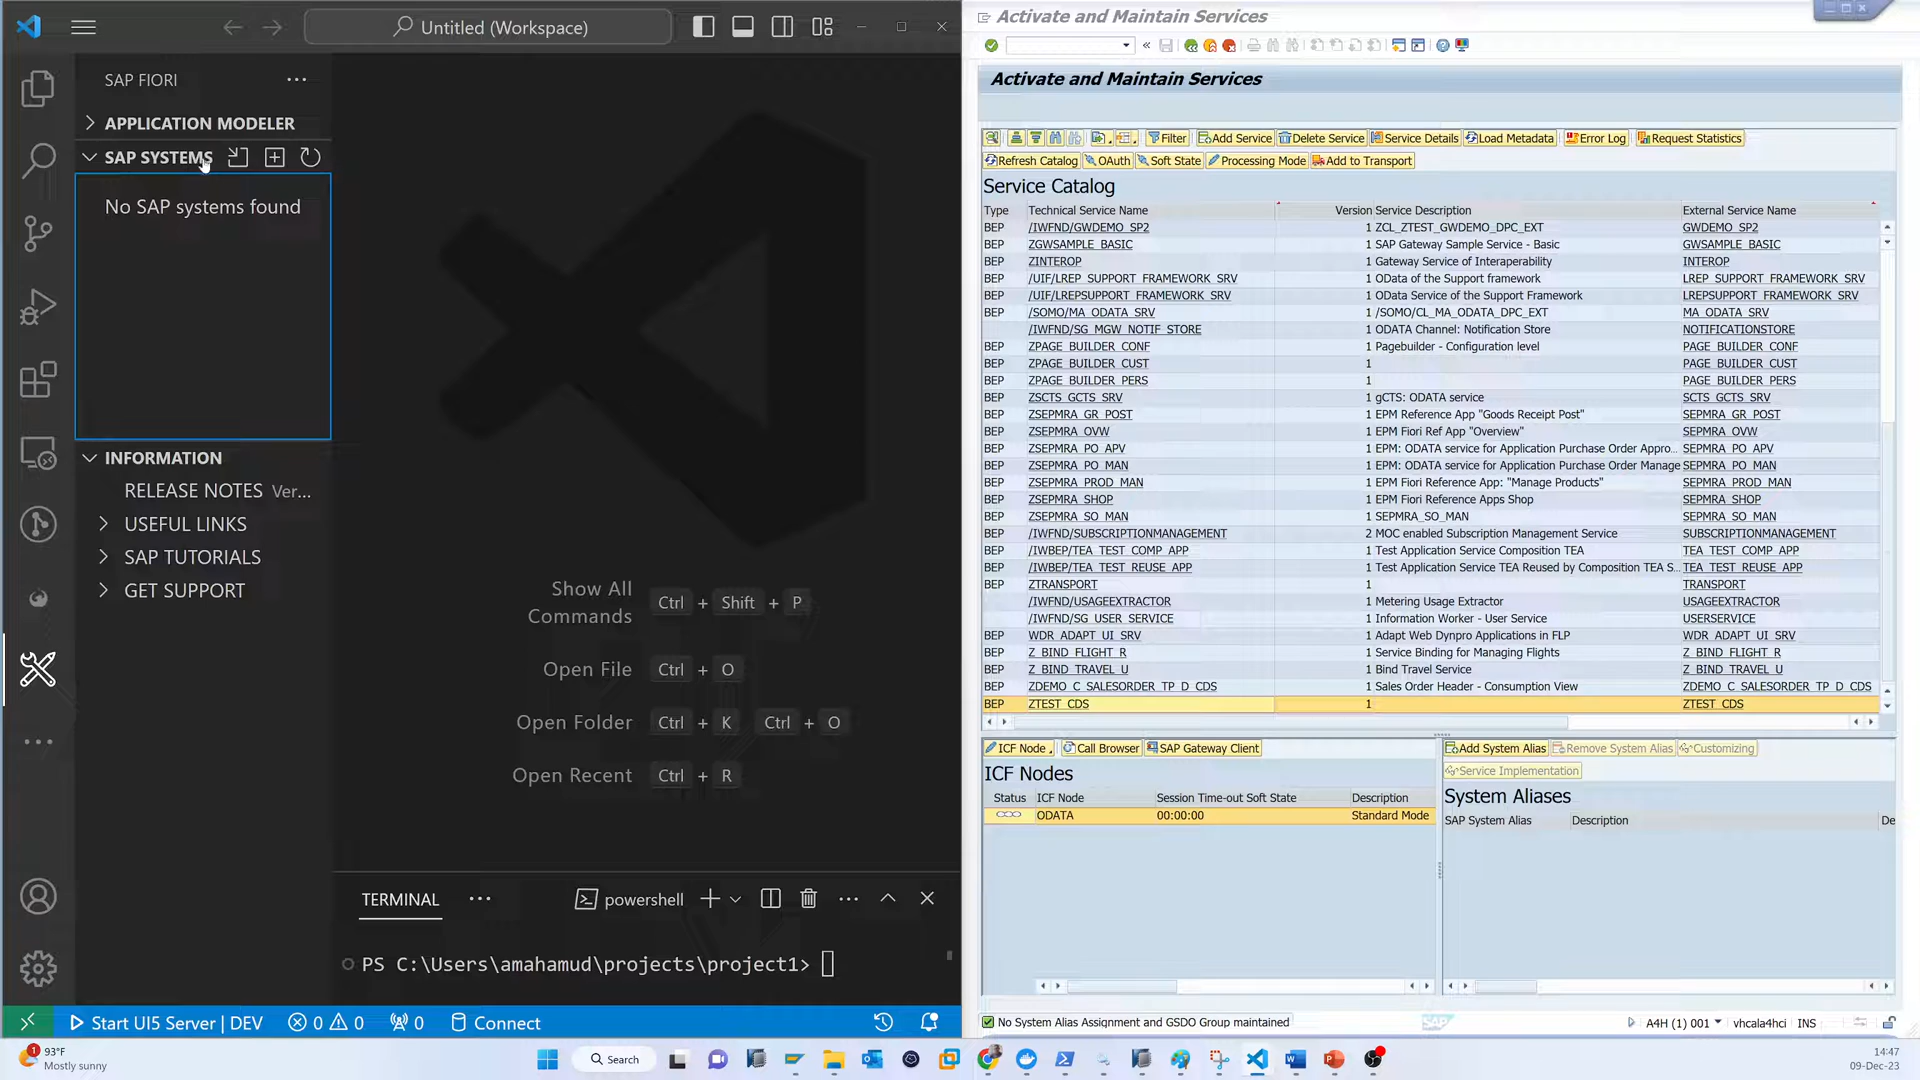 Untitled (Workspace)
SAP FIORI
APPLICATION MODELER
SAP SYSTEMS
No SAP systems found
INFORMATION
RELEASE NOTES Ver...
USEFUL LINKS
SAP TUTORIALS
GET SUPPORT
Show All
Commands
Ctrl + Shift + P
Open File Ctrl + O
Open Folder Ctrl + K Ctrl + O
Open Recent Ctrl + R
TERMINAL
powershell
PS C:\Users\amahamud\projects\project1>
Start UI5 Server | DEV 0 0 0 Connect
Activate and Maintain Services
Activate and Maintain Services
Filter Add Service Delete Service Service Details Load Metadata Error Log Request Statistics
Refresh Catalog OAuth Soft State Processing Mode Add to Transport
Service Catalog
Type Technical Service Name Version Service Description External Service Name
BEP /IWFND/GWDEMO_SP2 1 ZCL_ZTEST_GWDEMO_DPC_EXT GWDEMO_SP2
BEP ZGWSAMPLE_BASIC 1 SAP Gateway Sample Service - Basic GWSAMPLE_BASIC
BEP ZINTEROP 1 Gateway Service of Interaperability INTEROP
BEP /UIF/LREP_SUPPORT_FRAMEWORK_SRV 1 OData of the Support framework LREP_SUPPORT_FRAMEWORK_SRV
BEP /UIF/LREPSUPPORT_FRAMEWORK_SRV 1 OData Service of the Support Framework LREPSUPPORT_FRAMEWORK_SRV
BEP /SOMO/MA_ODATA_SRV 1 /SOMO/CL_MA_ODATA_DPC_EXT MA_ODATA_SRV
/IWFND/SG_MGW_NOTIF_STORE 1 ODATA Channel: Notification Store NOTIFICATIONSTORE
BEP ZPAGE_BUILDER_CONF 1 Pagebuilder - Configuration level PAGE_BUILDER_CONF
BEP ZPAGE_BUILDER_CUST 1 PAGE_BUILDER_CUST
BEP ZPAGE_BUILDER_PERS 1 PAGE_BUILDER_PERS
BEP ZSCTS_GCTS_SRV 1 gCTS: ODATA service SCTS_GCTS_SRV
BEP ZSEPMRA_GR_POST 1 EPM Reference App "Goods Receipt Post" SEPMRA_GR_POST
BEP ZSEPMRA_OVW 1 EPM Fiori Ref App "Overview" SEPMRA_OVW
BEP ZSEPMRA_PO_APV 1 EPM: ODATA service for Application Purchase Order Appro... SEPMRA_PO_APV
BEP ZSEPMRA_PO_MAN 1 EPM: ODATA service for Application Purchase Order Manage SEPMRA_PO_MAN
BEP ZSEPMRA_PROD_MAN 1 EPM Fiori Reference App: "Manage Products" SEPMRA_PROD_MAN
BEP ZSEPMRA_SHOP 1 EPM Fiori Reference Apps Shop SEPMRA_SHOP
BEP ZSEPMRA_SO_MAN 1 SEPMRA_SO_MAN SEPMRA_SO_MAN
BEP /IWFND/SUBSCRIPTIONMANAGEMENT 2 MOC enabled Subscription Management Service SUBSCRIPTIONMANAGEMENT
BEP /IWBEP/TEA_TEST_COMP_APP 1 Test Application Service Composition TEA TEA_TEST_COMP_APP
BEP /IWBEP/TEA_TEST_REUSE_APP 1 Test Application Service TEA Reused by Composition TEA S... TEA_TEST_REUSE_APP
BEP ZTRANSPORT 1 TRANSPORT
/IWFND/USAGEEXTRACTOR 1 Metering Usage Extractor USAGEEXTRACTOR
/IWFND/SG_USER_SERVICE 1 Information Worker - User Service USERSERVICE
BEP WDR_ADAPT_UI_SRV 1 Adapt Web Dynpro Applications in FLP WDR_ADAPT_UI_SRV
BEP Z_BIND_FLIGHT_R 1 Service Binding for Managing Flights Z_BIND_FLIGHT_R
BEP Z_BIND_TRAVEL_U 1 Bind Travel Service Z_BIND_TRAVEL_U
BEP ZDEMO_C_SALESORDER_TP_D_CDS 1 Sales Order Header - Consumption View ZDEMO_C_SALESORDER_TP_D_CDS
BEP ZTEST_CDS 1 ZTEST_CDS
ICF Node Call Browser SAP Gateway Client
ICF Nodes
Status ICF Node Session Time-out Soft State Description
ODATA 00:00:00 Standard Mode
Add System Alias Remove System Alias Customizing
Service Implementation
System Aliases
SAP System Alias Description De
No System Alias Assignment and GSDO Group maintained
SAP
A4H (1) 001 vhcala4hci INS
1
93°F
Mostly sunny
Search
14:47
09-Dec-23